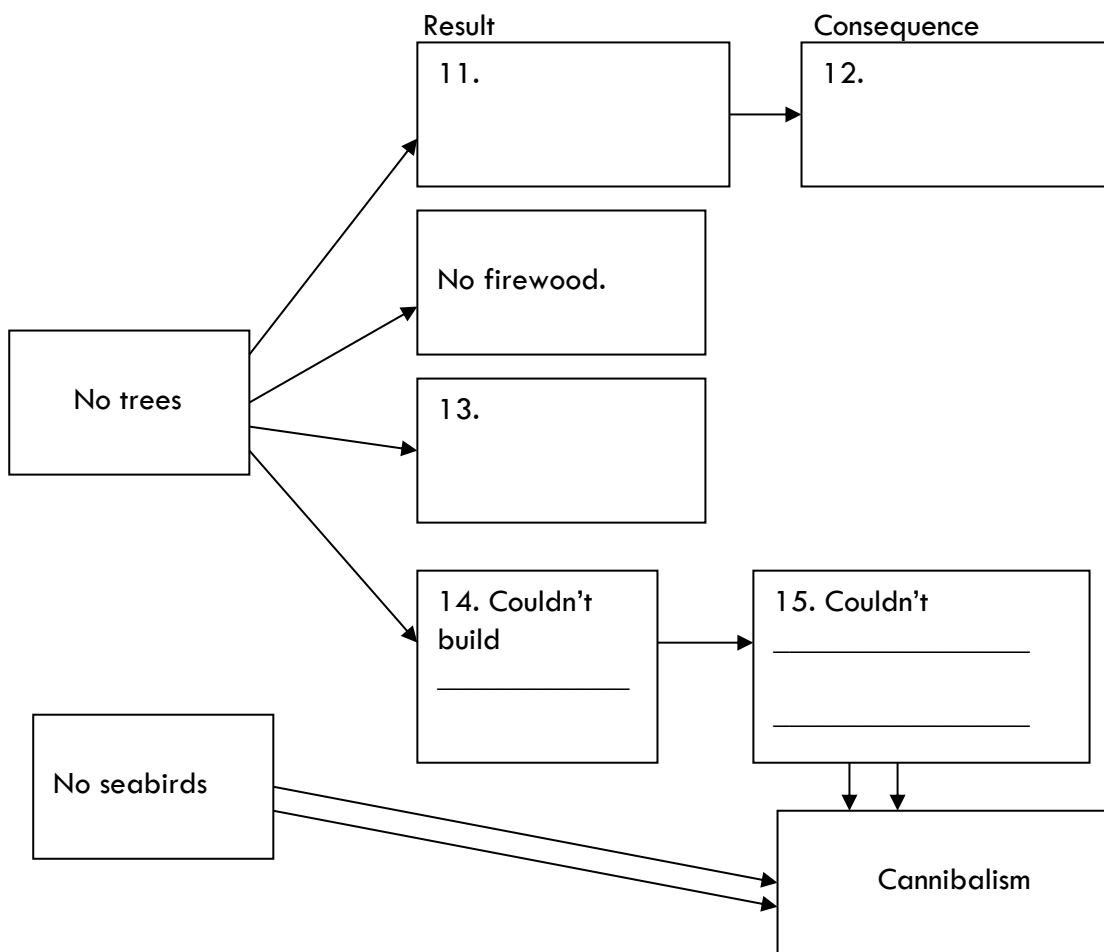 Result
Consequence
11.
12.
No firewood.
No trees
13.
14. Couldn't
build
15. Couldn't
No seabirds
Cannibalism